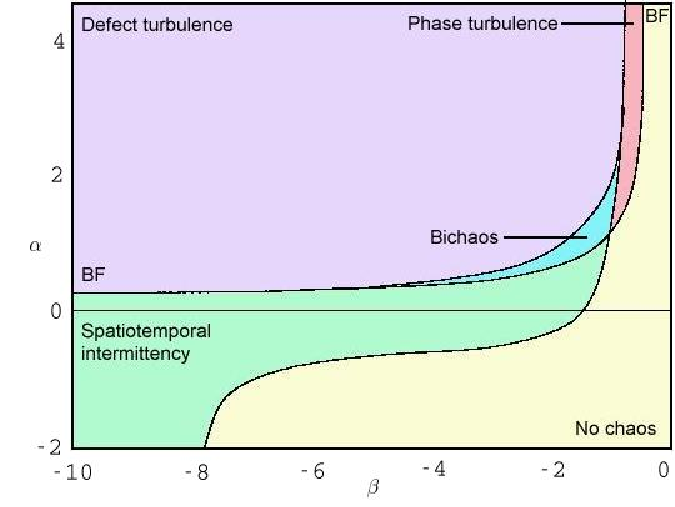 Defect turbulence
Phase turbulence
BF
4
2
α
Bichaos
BF
0
Spatiotemporal
intermittency
No chaos
-2
-10
-8
-6
-4
-2
0
β